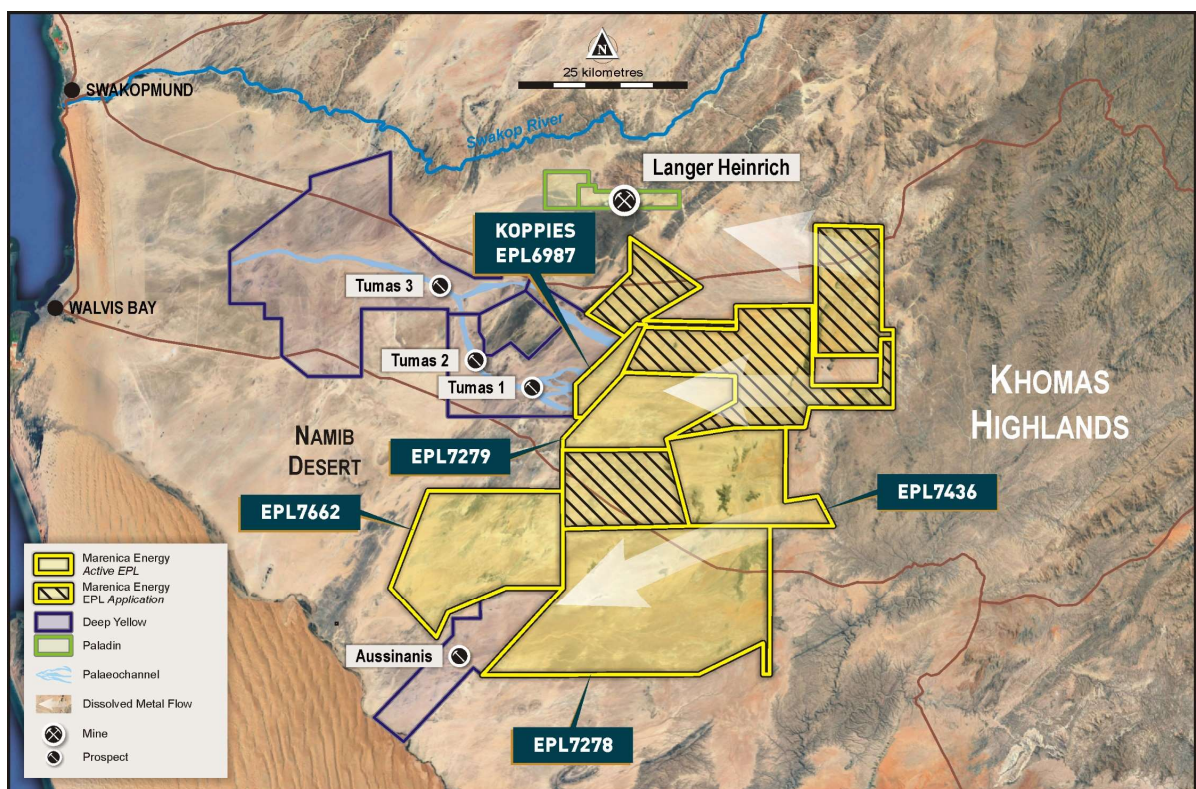 N
25 kilometres
SWAKOPMUND
Swakop River
Langer Heinrich
KOPPIES
EPL6987
Tumas 3
WALVIS BAY
Tumas 2
Tumas 1
KHOMAS
HIGHLANDS
NAMIB
DESERT
EPL7279
EPL7436
EPL7662
Aussinanis
EPL7278
Marenica Energy
Active EPL
Marenica Energy
EPL Application
Deep Yellow
Paladin
Palaeochannel
Dissolved Metal Flow
Mine
Prospect